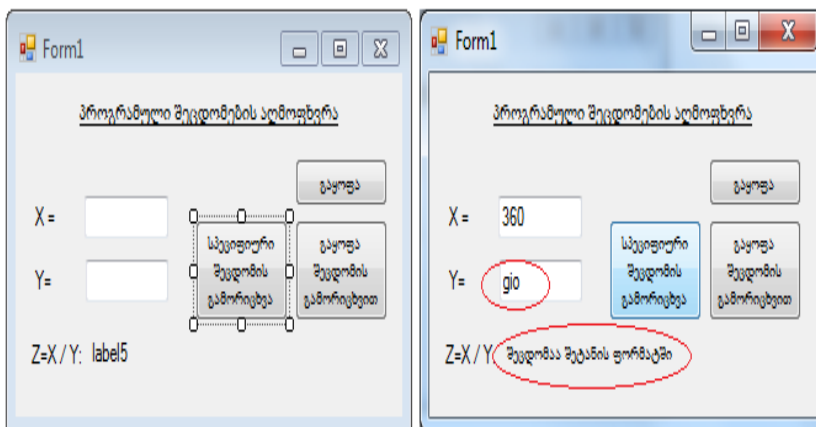 Form1
პროგრამული შეცდომების აღმოფხვრა
გაყოფა
X =
სპეციფიური
შეცდომის
გამორიცხვა
გაყოფა
შეცდომის
გამორიცხვით
Y=
Z=X / Y: label5
Form1
პროგრამული შეცდომების აღმოფხვრა
გაყოფა
X = 360
სპეციფიური
შეცდომის
გამორიცხვა
გაყოფა
შეცდომის
გამორიცხვით
Y= gio
Z=X / Y შეცდომაა შეტანის ფორმატში